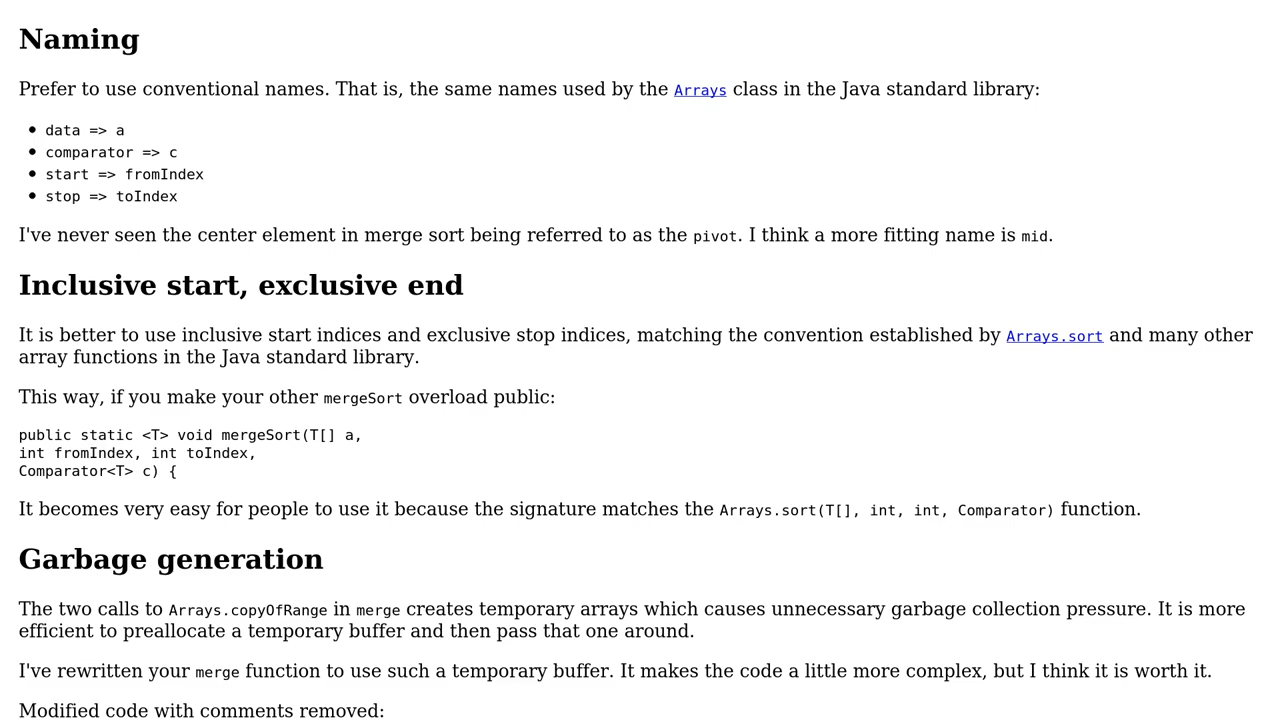 Naming
Prefer to use conventional names. That is, the same names used by the Arrays class in the Java standard library:
• data => a
• comparator => c
• start => fromIndex
• stop => toIndex
I've never seen the center element in merge sort being referred to as the pivot. I think a more fitting name is mid.
Inclusive start, exclusive end
It is better to use inclusive start indices and exclusive stop indices, matching the convention established by Arrays.sort and many other
array functions in the Java standard library.
This way, if you make your other mergeSort overload public:
public static <T> void mergeSort(T[] a,
int fromIndex, int toIndex,
Comparator<T> c) {
It becomes very easy for people to use it because the signature matches the Arrays.sort(T[], int, int, Comparator) function.
Garbage generation
The two calls to Arrays.copyOfRange in merge creates temporary arrays which causes unnecessary garbage collection pressure. It is more
efficient to preallocate a temporary buffer and then pass that one around.
I've rewritten your merge function to use such a temporary buffer. It makes the code a little more complex, but I think it is worth it.
Modified code with comments removed: